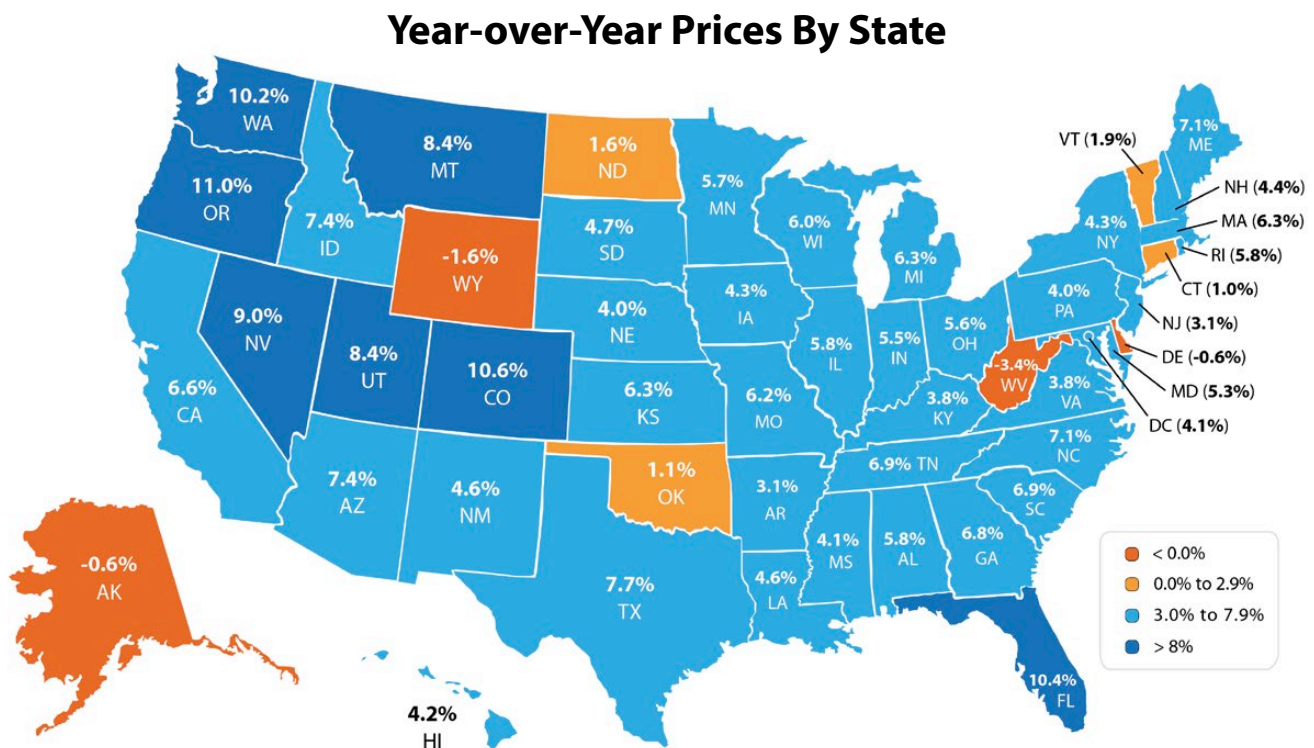 Year-over-Year Prices By State
10.2%
WA
11.0%
OR
7.4%
ID
8.4%
MT
-1.6%
WY
1.6%
ND
4.7%
SD
4.0%
NE
6.3%
KS
5.7%
MN
6.0%
WI
6.3%
MI
4.3%
IA
5.8%
IL
5.5%
IN
5.6%
OH
9.0%
NV
8.4%
UT
10.6%
CO
6.6%
CA
7.4%
AZ
4.6%
NM
1.1%
OK
7.7%
TX
6.2%
MO
3.1%
AR
4.6%
LA
4.1%
MS
5.8%
AL
6.8%
GA
6.9%
SC
7.1%
NC
6.9% TN
3.8%
KY
-3.4%
WV
3.8%
VA
4.0%
PA
4.3%
NY
7.1%
ME
VT (1.9%)
NH (4.4%)
MA (6.3%)
RI (5.8%)
CT (1.0%)
NJ (3.1%)
DE (-0.6%)
MD (5.3%)
DC (4.1%)
10.4%
FL
-0.6%
AK
4.2%
HI
< 0.0%
0.0% to 2.9%
3.0% to 7.9%
> 8%